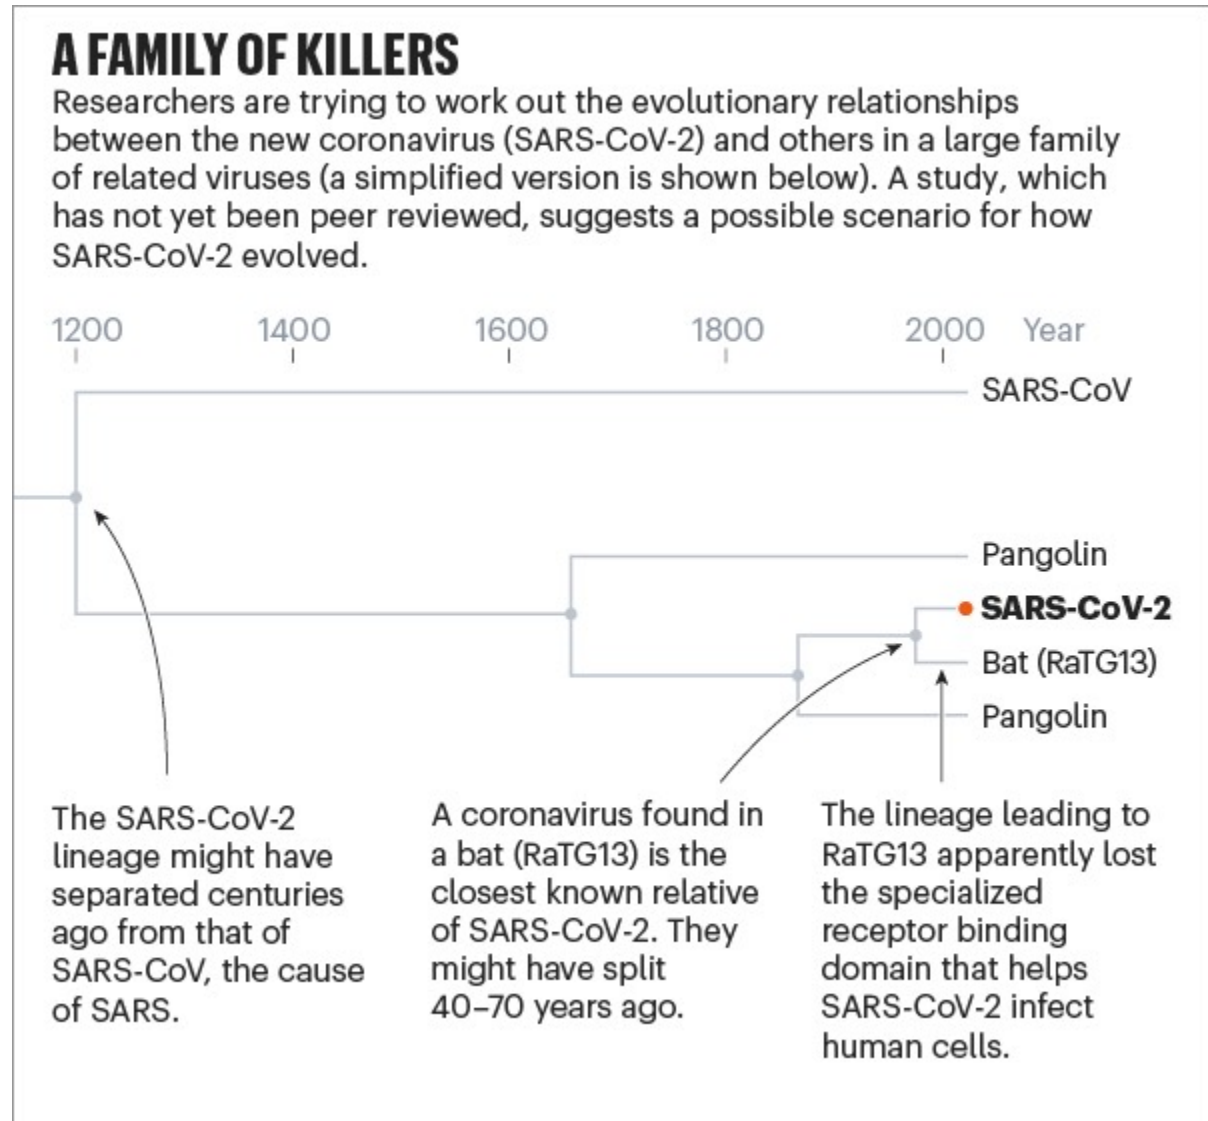 A FAMILY OF KILLERS
Researchers are trying to work out the evolutionary relationships
between the new coronavirus (SARS-CoV-2) and others in a large family
of related viruses (a simplified version is shown below). A study, which
has not yet been peer reviewed, suggests a possible scenario for how
SARS-CoV-2 evolved.
1200 1400 1600 1800 2000 Year
SARS-CoV
Pangolin
SARS-CoV-2
Bat (RaTG13)
Pangolin
The SARS-CoV-2
lineage might have
separated centuries
ago from that of
SARS-CoV, the cause
of SARS.
A coronavirus found in
a bat (RaTG13) is the
closest known relative
of SARS-CoV-2. They
might have split
40–70 years ago.
The lineage leading to
RaTG13 apparently lost
the specialized
receptor binding
domain that helps
SARS-CoV-2 infect
human cells.